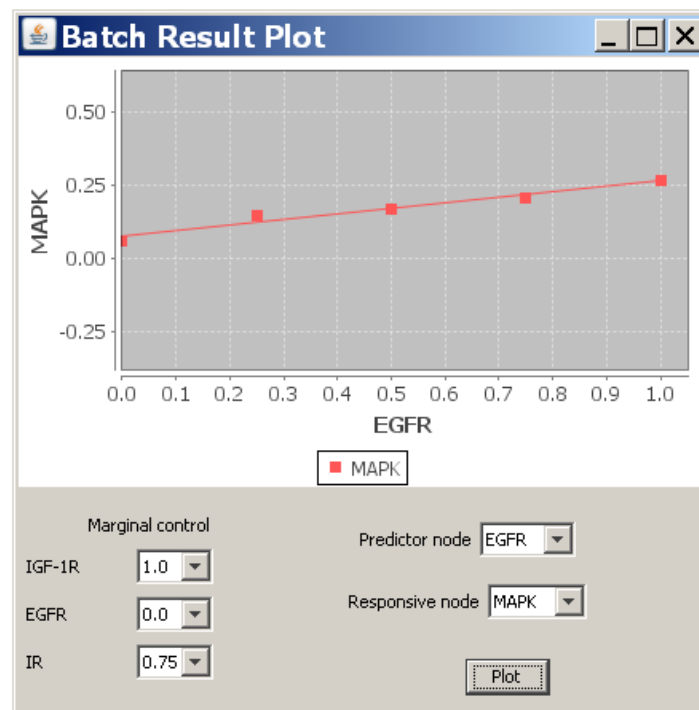 Batch Result Plot
0.50
0.25
0.00
-0.25
MAPK
0.0 0.1 0.2 0.3 0.4 0.5 0.6 0.7 0.8 0.9 1.0
EGFR
MAPK
Marginal control
IGF-1R 1.0
EGFR 0.0
IR 0.75
Predictor node EGFR
Responsive node MAPK
Plot